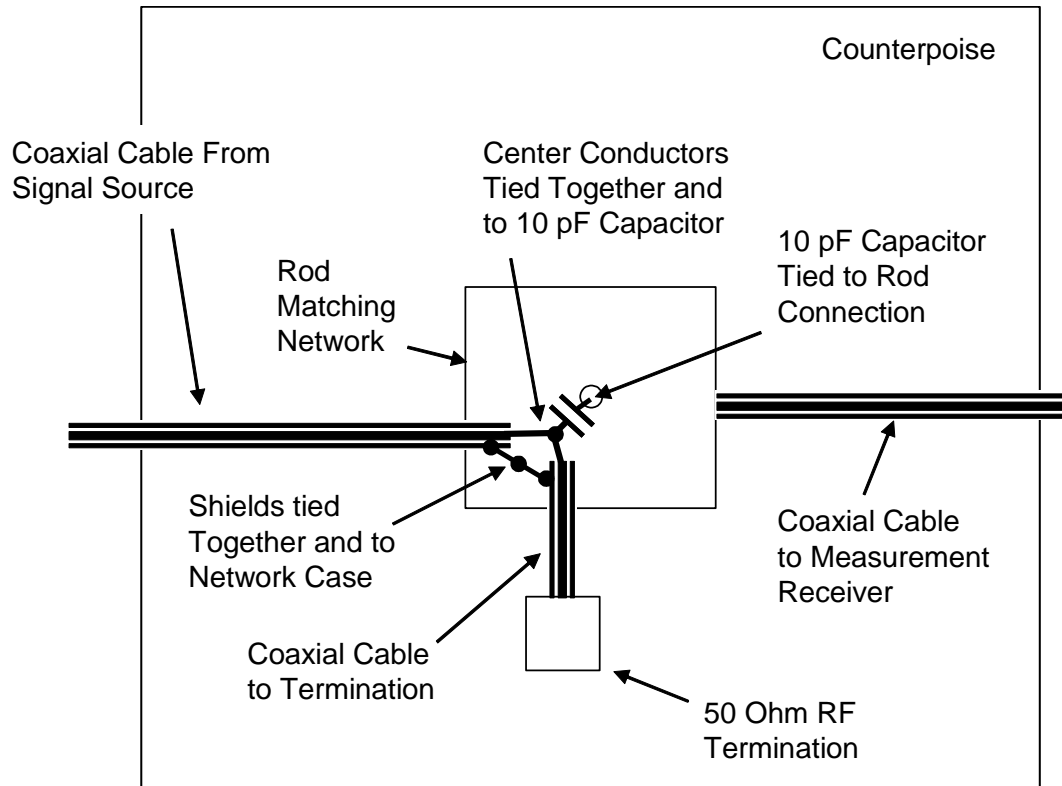 Counterpoise
Coaxial Cable From
Signal Source
Center Conductors
Tied Together and
to 10 pF Capacitor
10 pF Capacitor
Tied to Rod
Connection
Rod
Matching
Network
Shields tied
Together and to
Network Case
Coaxial Cable
to Measurement
Receiver
Coaxial Cable
to Termination
50 Ohm RF
Termination